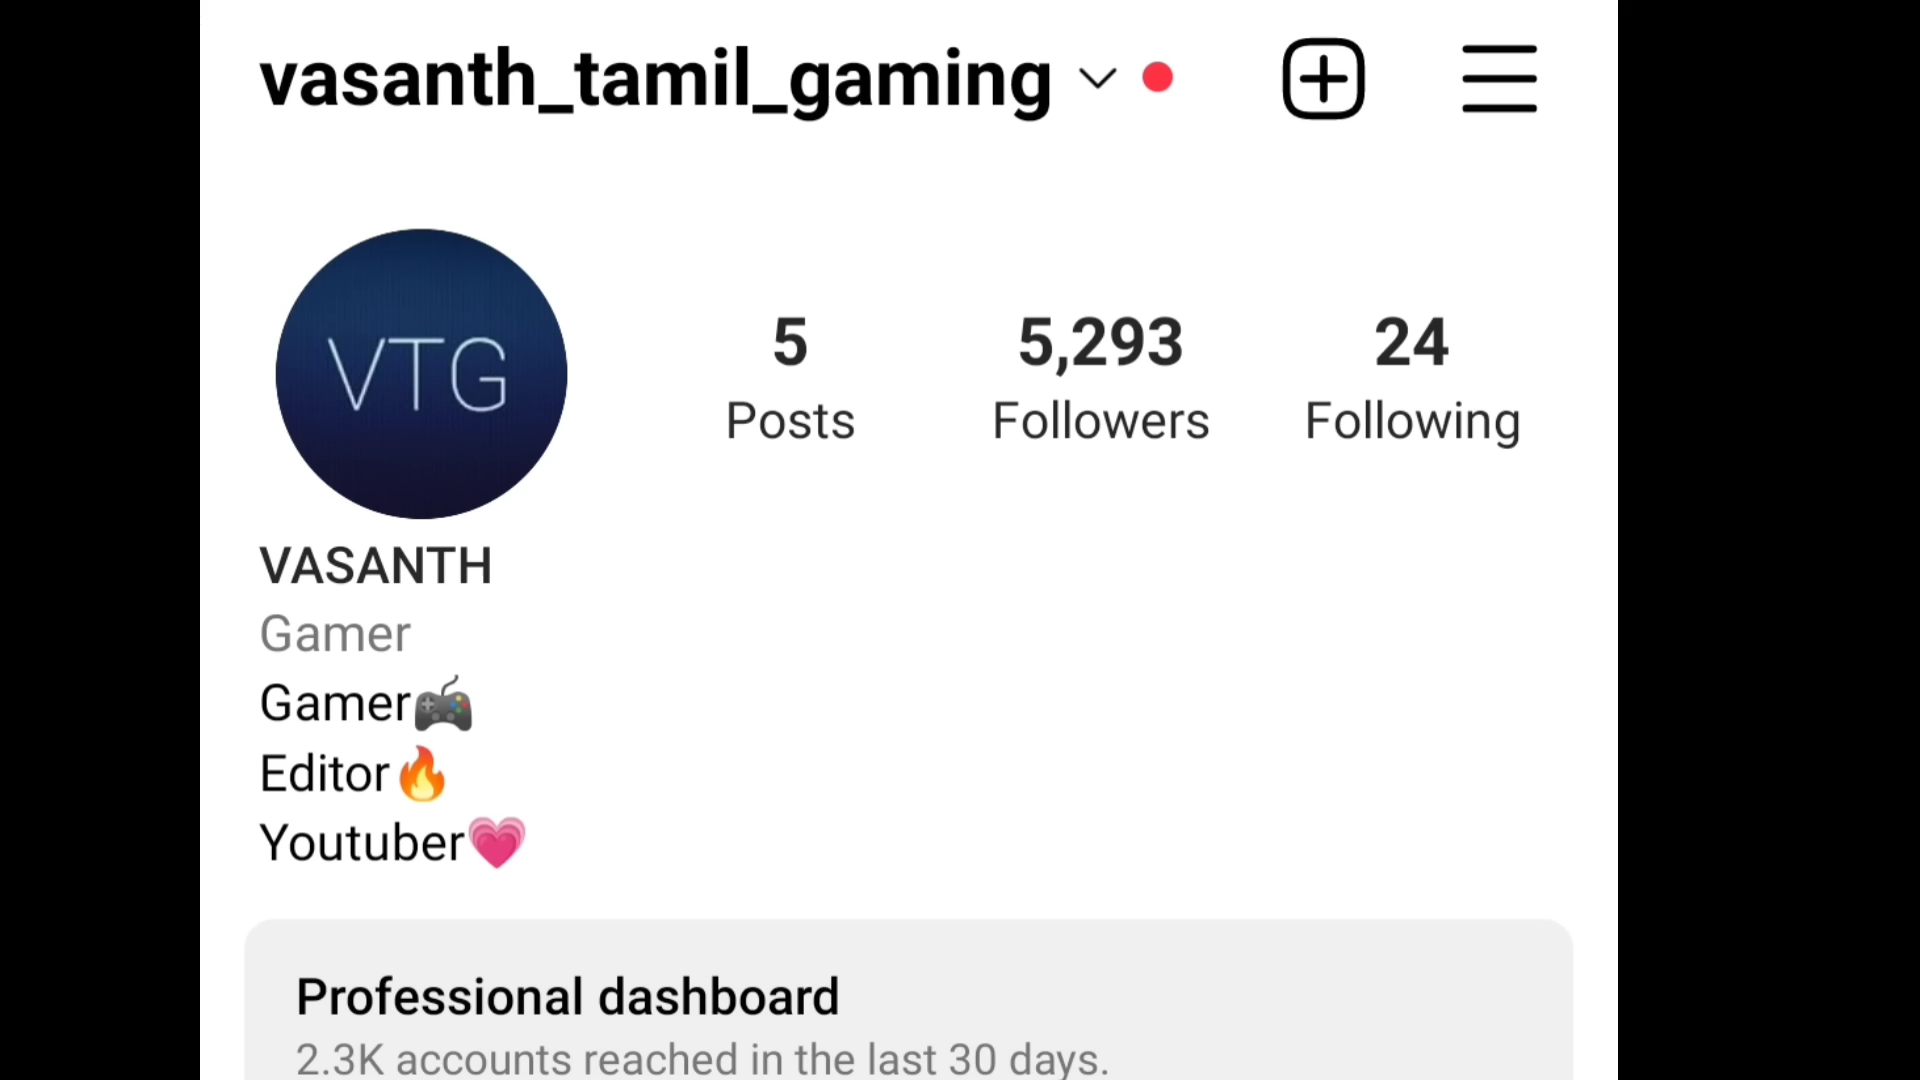 vasanth_tamil_gaming
VTG
5 5,293 24
Posts Followers Following
VASANTH
Gamer
Gamer🎮
Editor🔥
Youtuber💗
Professional dashboard
2.3K accounts reached in the last 30 days.